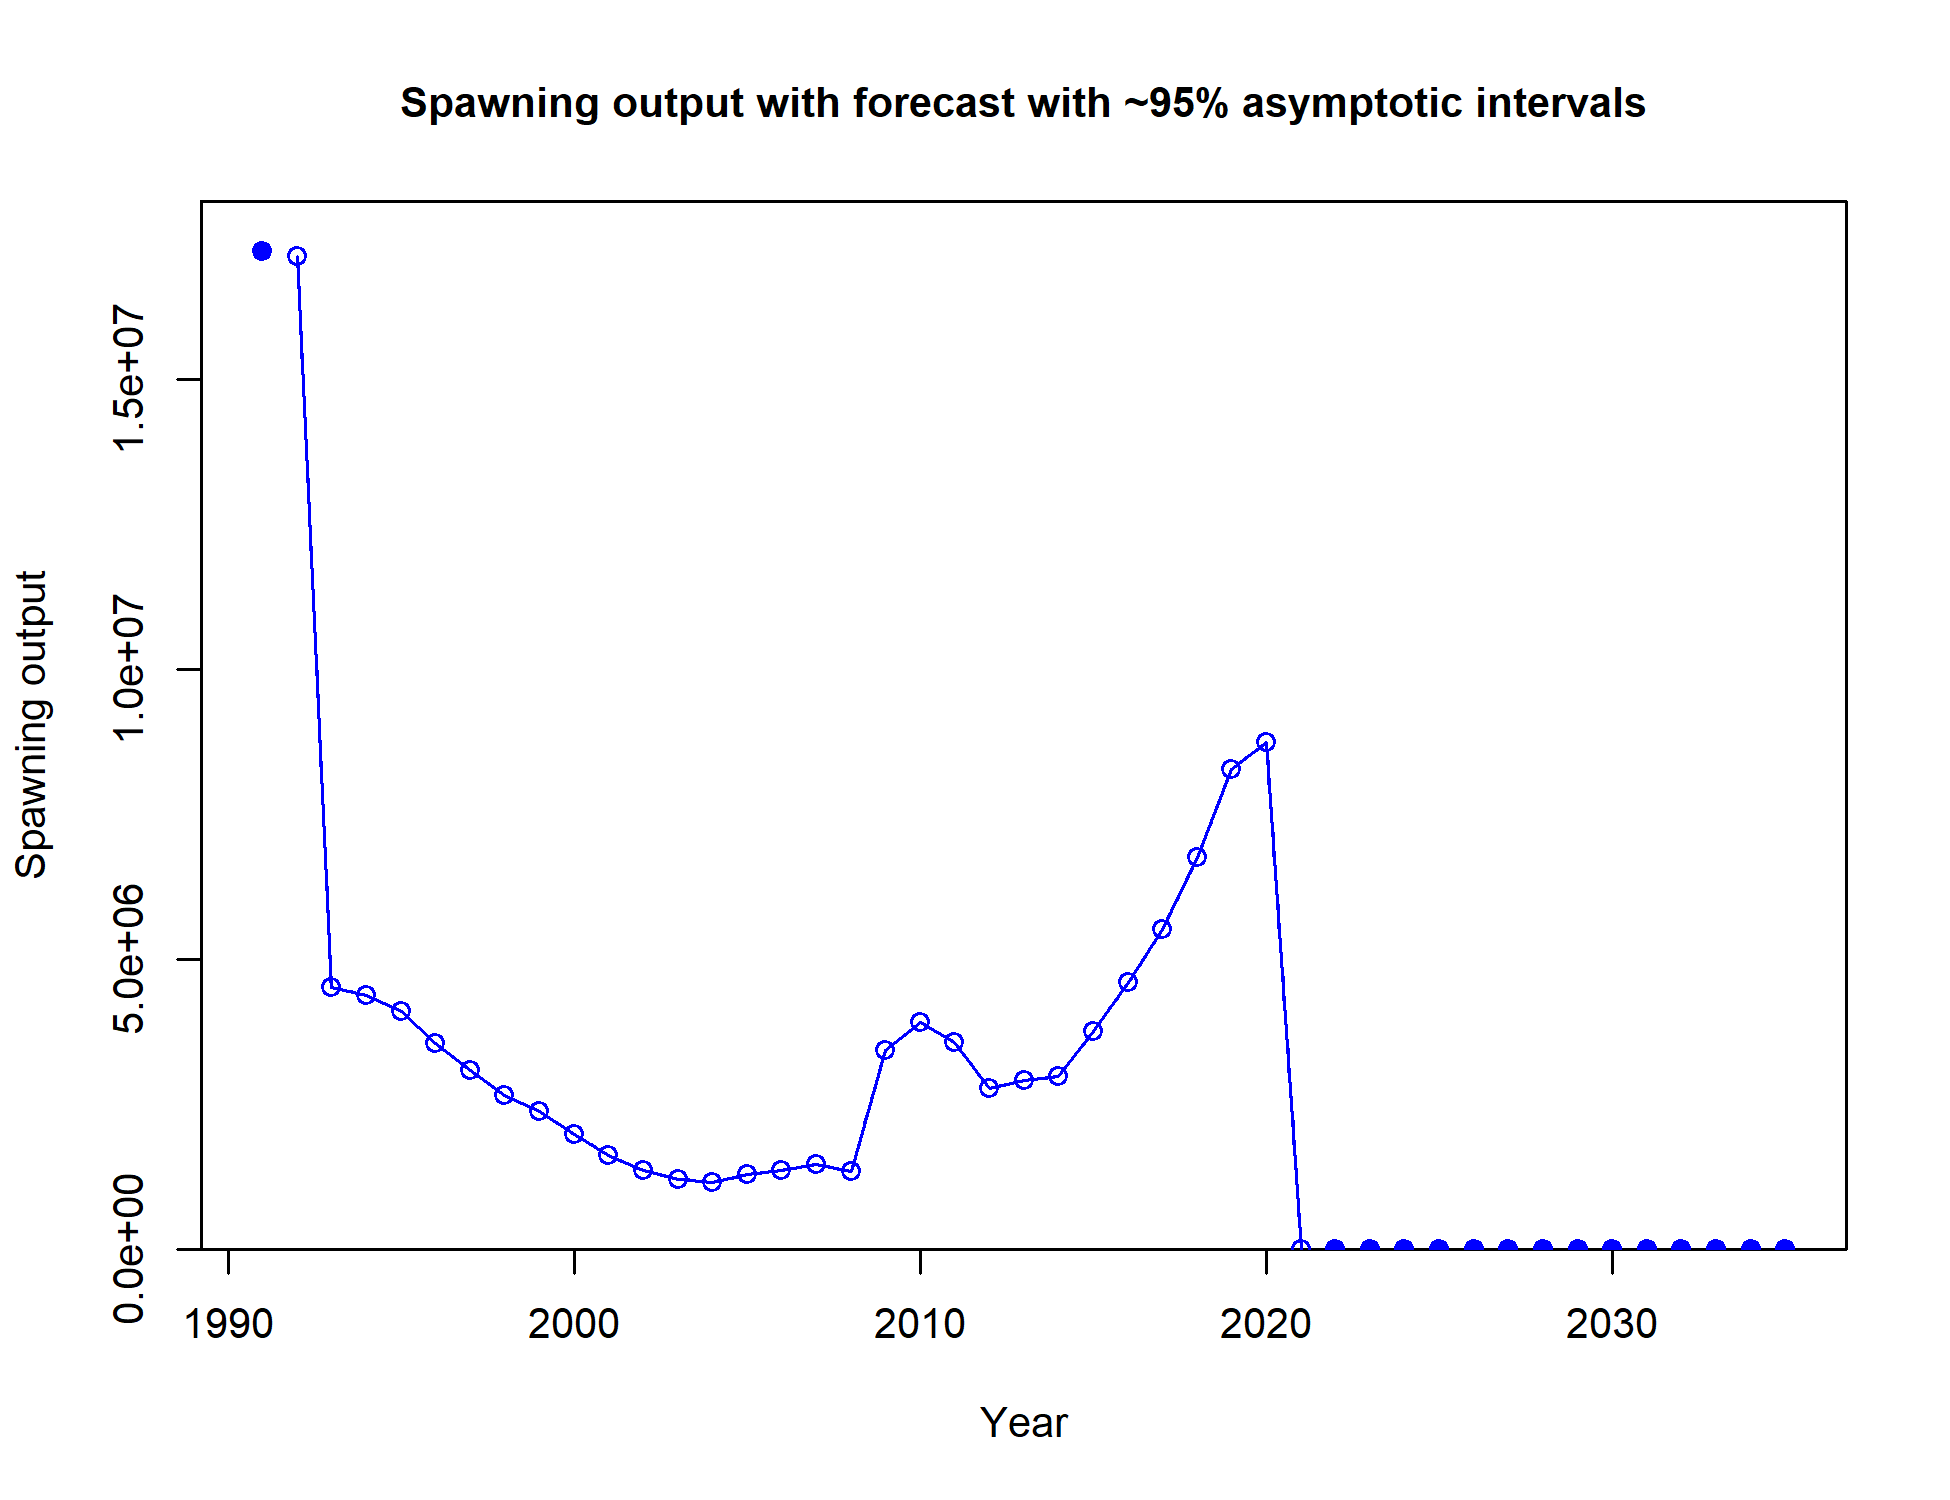 Spawning output with forecast with ~95% asymptotic intervals
Spawning output
1.5e+07
1.0e+07
5.0e+06
0.0e+00
1990 2000 2010 2020 2030
Year